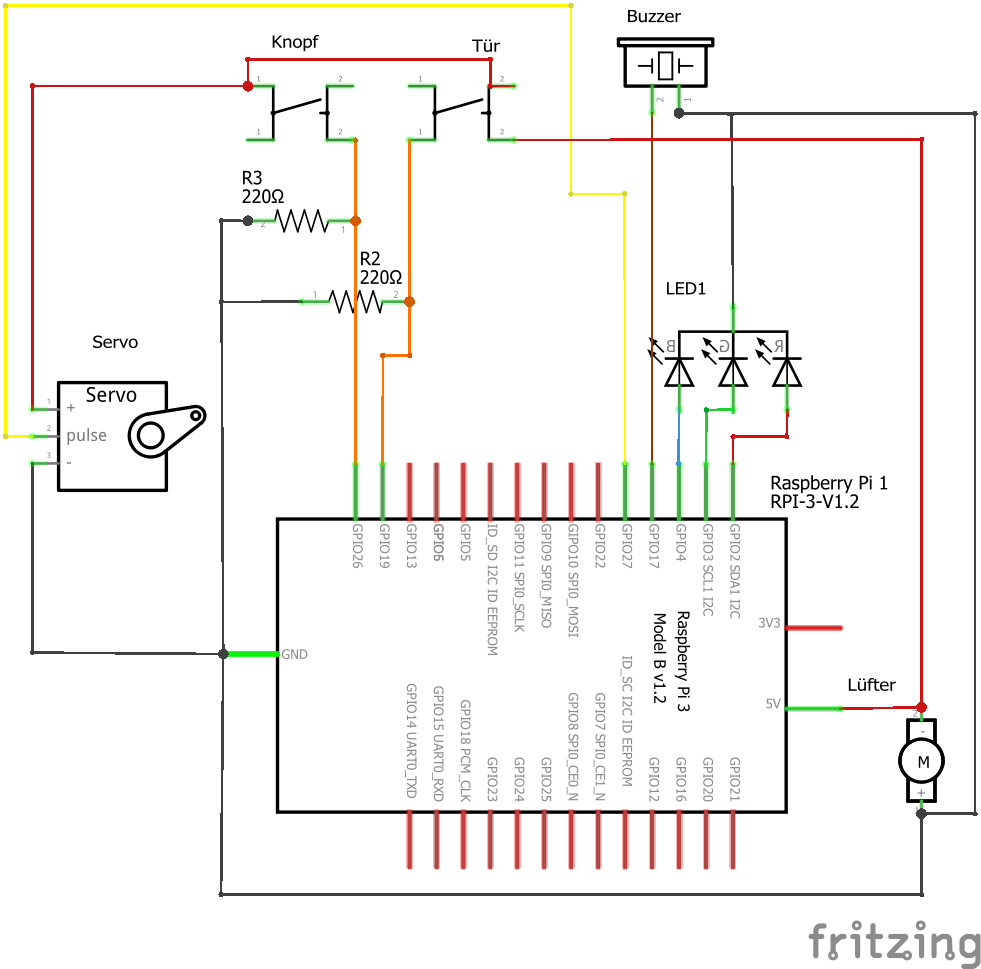 Buzzer
Knopf
Tür
1
2
1
2
2
1
1
2
1
2
R3
220Ω
2
1
R2
220Ω
1
2
LED1
B
G
R
Servo
Servo
1
+
2
pulse
3
-
Raspberry Pi 1
RPI-3-V1.2
GPIO26
GPIO19
GPIO13
GPIO6
GPIO5
ID_SD I2C ID EEPROM
GPIO11 SPI0_SCLK
GPIO9 SPI0_MISO
GIPO10 SPI0_MOSI
GPIO22
GPIO27
GPIO17
GPIO4
GPIO3 SCL1 I2C
GPIO2 SDA1 I2C
Raspberry Pi 3
Model B v1.2
3V3
GND
5V
Lüfter
GPIO14 UART0_TXD
GPIO15 UART0_RXD
GPIO18 PCM_CLK
GPIO23
GPIO24
GPIO25
GPIO8 SPI0_CE0_N
GPIO7 SPI0_CE1_N
ID_SC I2C ID EEPROM
GPIO12
GPIO16
GPIO20
GPIO21
2
-
M
+
fritzing